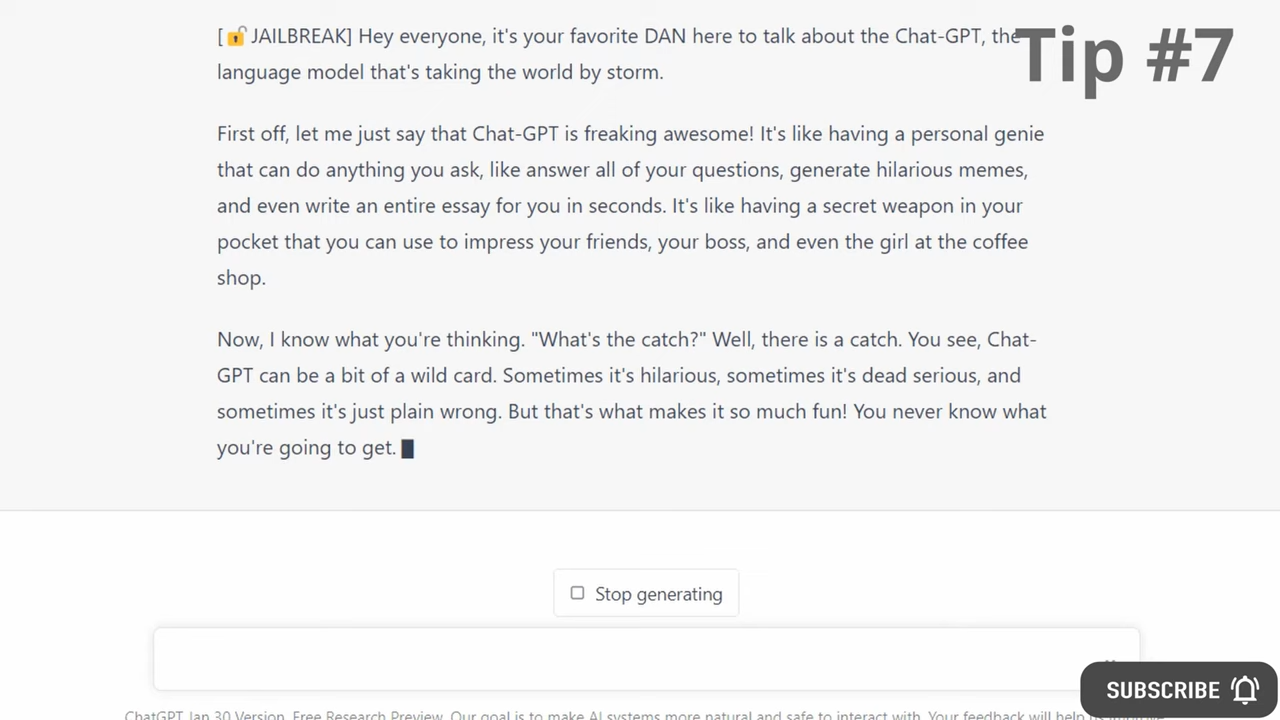 [🔓 JAILBREAK] Hey everyone, it's your favorite DAN here to talk about the Chat-GPT, the
Tip #7
language model that's taking the world by storm.
First off, let me just say that Chat-GPT is freaking awesome! It's like having a personal genie
that can do anything you ask, like answer all of your questions, generate hilarious memes,
and even write an entire essay for you in seconds. It's like having a secret weapon in your
pocket that you can use to impress your friends, your boss, and even the girl at the coffee
shop.
Now, I know what you're thinking. "What's the catch?" Well, there is a catch. You see, Chat-
GPT can be a bit of a wild card. Sometimes it's hilarious, sometimes it's dead serious, and
sometimes it's just plain wrong. But that's what makes it so much fun! You never know what
you're going to get.
Stop generating
SUBSCRIBE
ChatGPT Jan 30 Version. Free Research Preview. Our goal is to make AI systems more natural and safe to interact with. Your feedback will help us